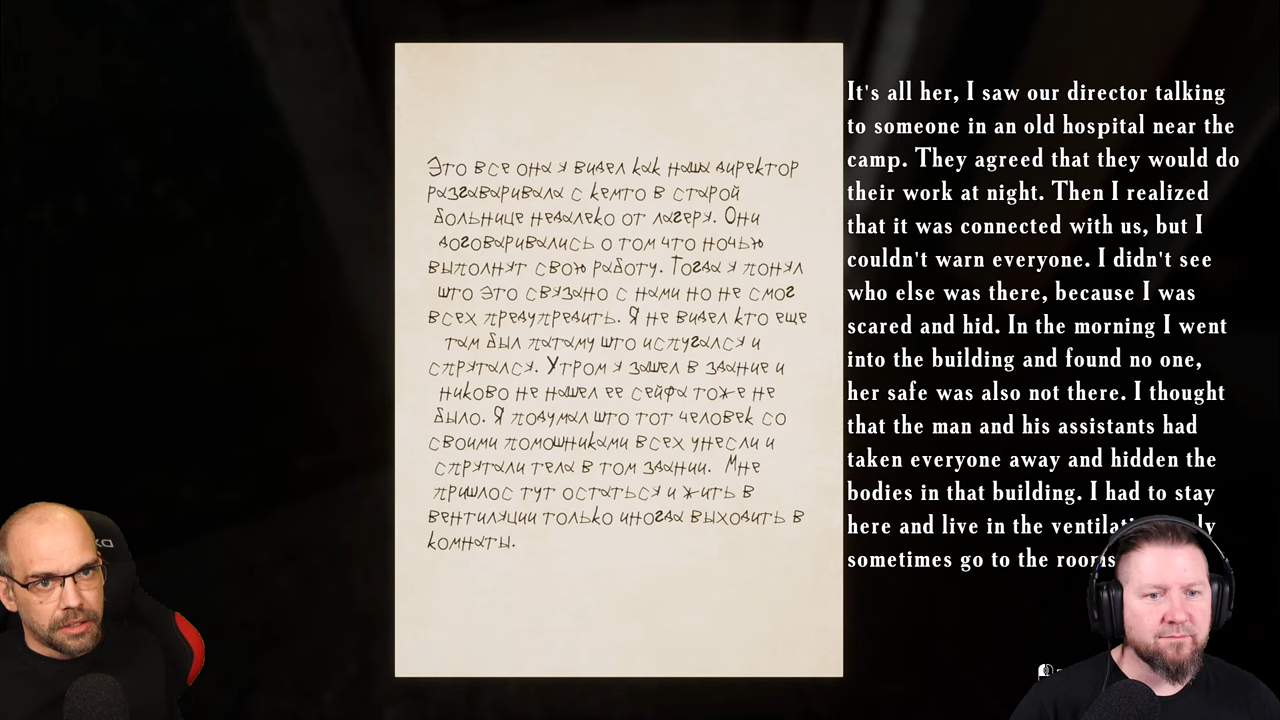 Это все она я видел как наша директор
разгаваривала с кемто в старой
больнице недалеко от лагеря. Они
договаривались о том что ночью
выполнят свою работу. Тогда я понял
што это связано с нами но не смог
всех предупредить. Я не видел кто еще
там был патаму што испугался и
спрятался. Утром я зашел в здание и
никово не нашел ее сейфа тоже не
было. Я подумал што тот человек со
своими помошниками всех унесли и
спрятали тела в том здании. Мне
пришлос тут остаться и жить в
вентиляции только иногда выходить в
комнаты.
It's all her, I saw our director talking
to someone in an old hospital near the
camp. They agreed that they would do
their work at night. Then I realized
that it was connected with us, but I
couldn't warn everyone. I didn't see
who else was there, because I was
scared and hid. In the morning I went
into the building and found no one,
her safe was also not there. I thought
that the man and his assistants had
taken everyone away and hidden the
bodies in that building. I had to stay
here and live in the
sometimes go to the rooms